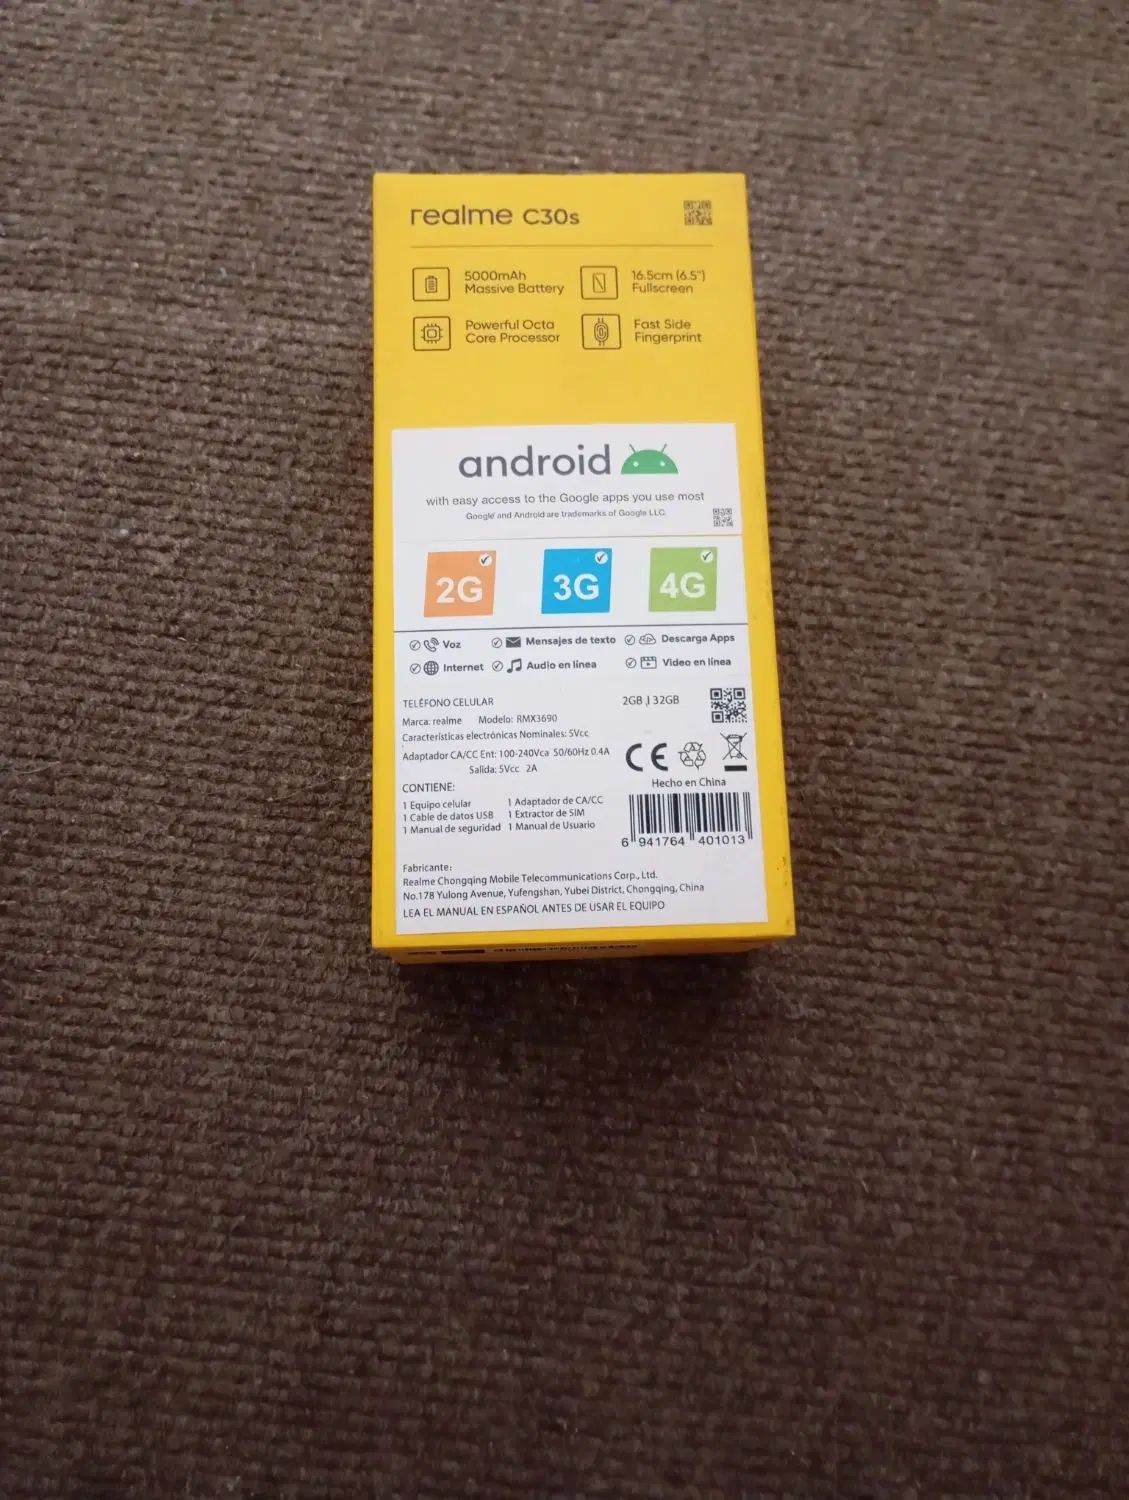 realme C30s
5000mAh
Massive Battery
16.5cm (6.5")
Fullscreen
Powerful Octa
Core Processor
Fast Side
Fingerprint
android
with easy access to the Google apps you use most
Google and Android are trademarks of Google LLC.
2G 3G 4G
Voz Mensajes de texto Descarga Apps
Internet Audio en línea Video en línea
TELÉFONO CELULAR 2GB | 32GB
Marca: realme Modelo: RMX3690
Características electrónicas Nominales: 5Vcc
Adaptador CA/CC Ent: 100-240Vca 50/60Hz 0.4A
Salida: 5Vcc 2A
CE
Hecho en China
CONTIENE:
1 Equipo celular 1 Adaptador de CA/CC
1 Cable de datos USB 1 Extractor de SIM
1 Manual de seguridad 1 Manual de Usuario
6 941764 401013
Fabricante:
Realme Chongqing Mobile Telecommunications Corp., Ltd.
No.178 Yulong Avenue, Yufengshan, Yubei District, Chongqing, China
LEA EL MANUAL EN ESPAÑOL ANTES DE USAR EL EQUIPO